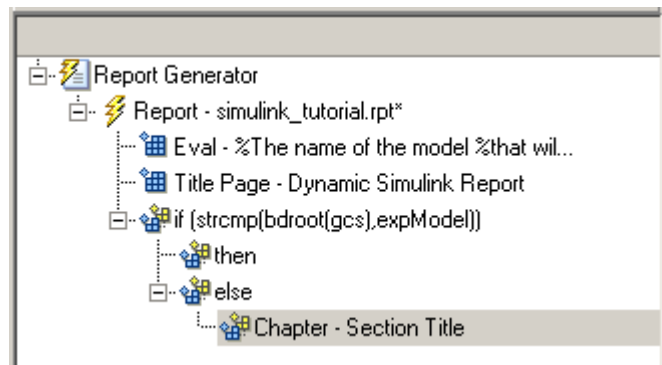 Report Generator
Report - simulink_tutorial.rpt*
Eval - %The name of the model %that wil...
Title Page - Dynamic Simulink Report
if (strcmp(bdroot(gcs),expModel))
then
else
Chapter - Section Title